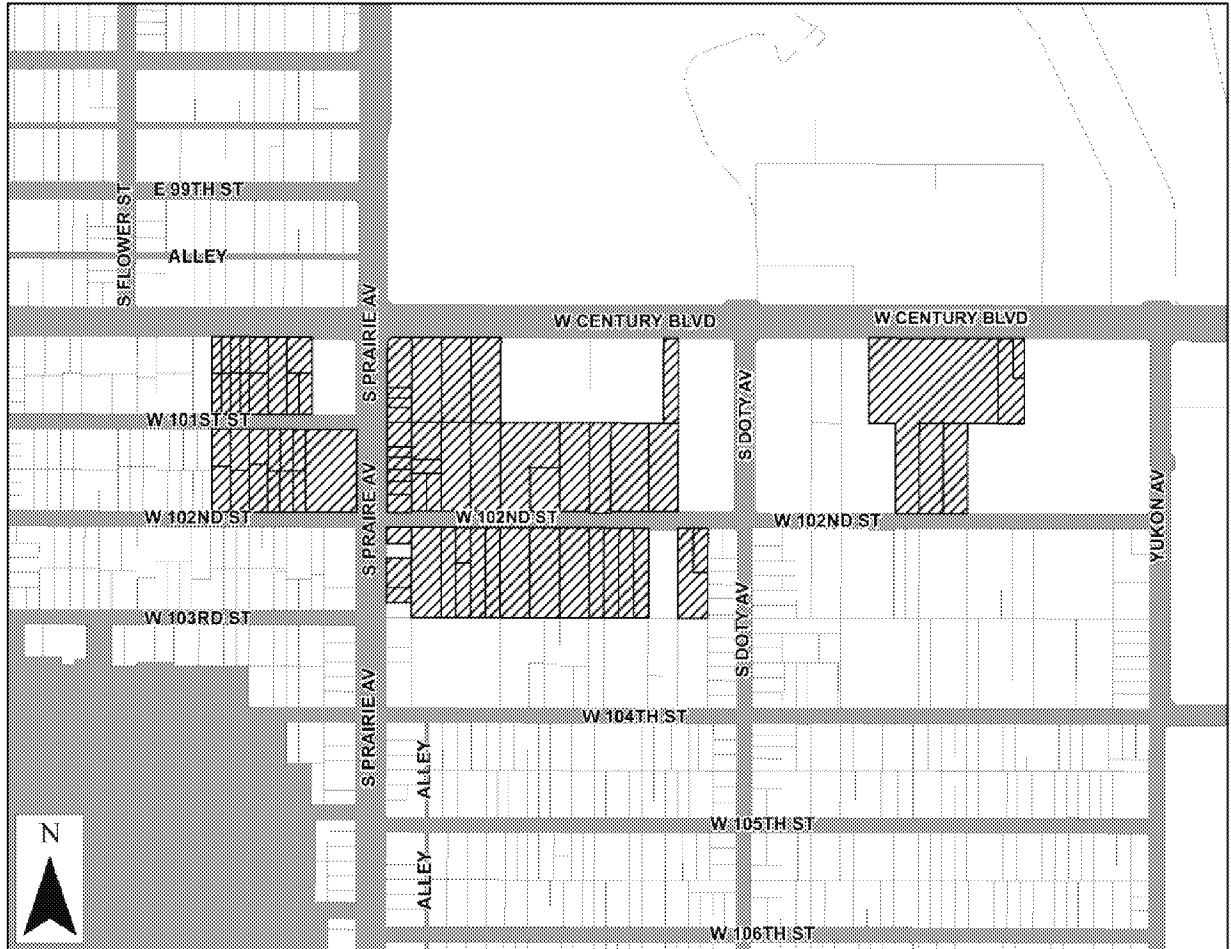 E 99TH ST
S FLOWER ST
ALLEY
S PRAIRIE AV
W CENTURY BLVD
W CENTURY BLVD
W 101ST ST
S DOTY AV
S PRAIRE AV
YUKON AV
W 102ND ST
W 102ND ST
W 102ND ST
W 103RD ST
S DOTY AV
S PRAIRIE AV
W 104TH ST
ALLEY
N
W 105TH ST
ALLEY
W 106TH ST